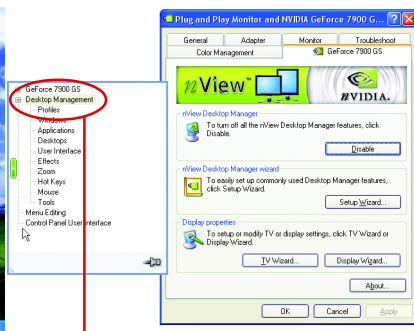 Plug and Play Monitor and NVIDIA GeForce 7900 G...
General Adapter Monitor Troubleshoot
Color Management GeForce 7900 GS
nView
NVIDIA.
nView Desktop Manager
To turn off all the nView Desktop Manager features, click
Disable.
Disable
nView Desktop Manager wizard
To easily set up commonly used Desktop Manager features,
click Setup Wizard.
Setup Wizard...
Display properties
To setup or modify TV or display settings, click TV Wizard or
Display Wizard.
TV Wizard... Display Wizard...
About...
OK Cancel Apply
GeForce 7900 GS
Desktop Management
Profiles
Windows
Applications
Desktops
User Interface
Effects
Zoom
Hot Keys
Mouse
Tools
Menu Editing
Control Panel User Interface